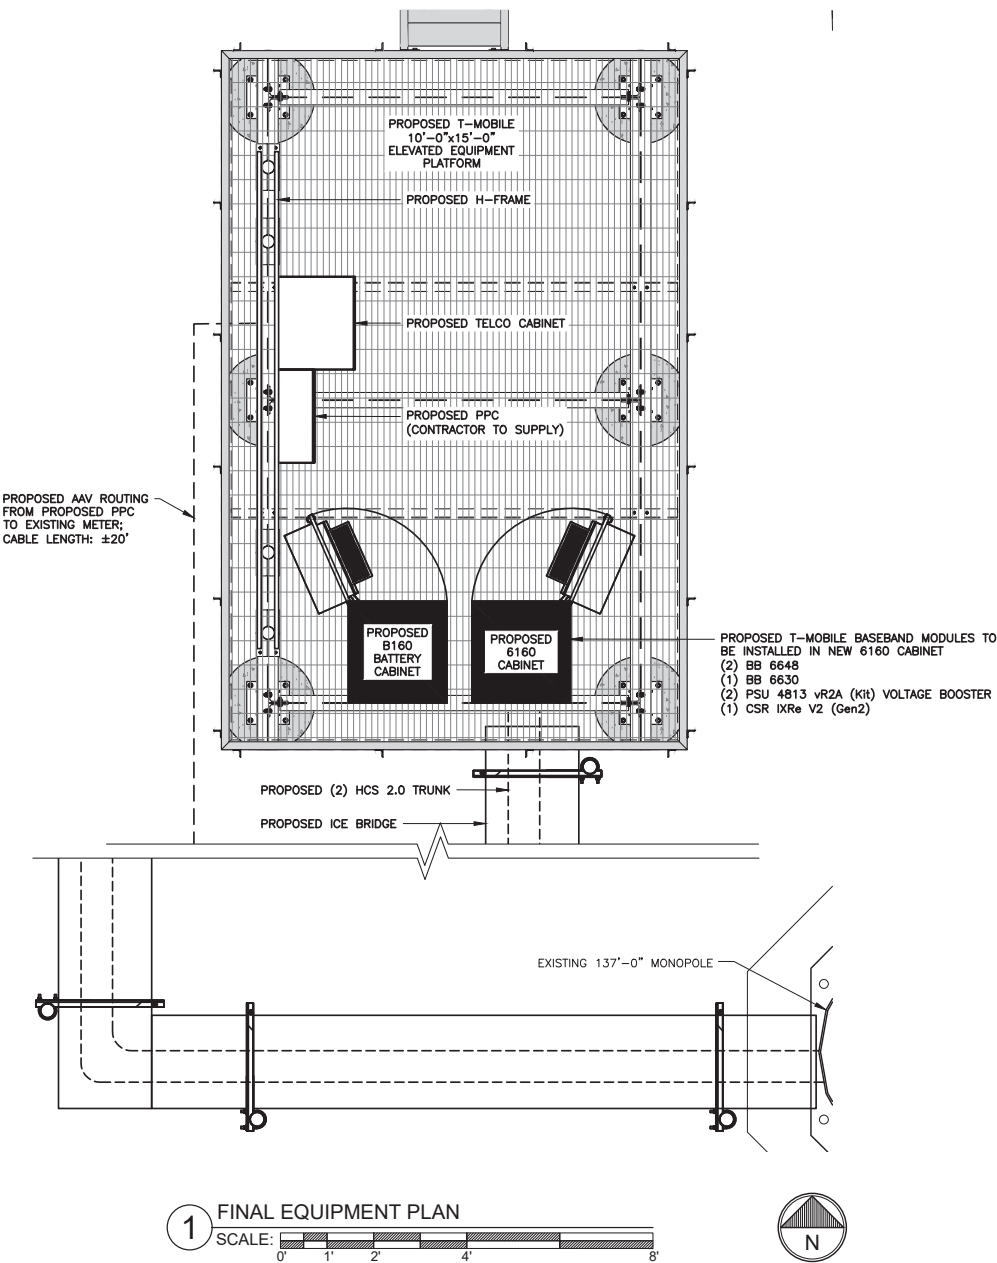 PROPOSED T-MOBILE
10'-0"x15'-0"
ELEVATED EQUIPMENT
PLATFORM
PROPOSED H-FRAME
PROPOSED TELCO CABINET
PROPOSED PPC
(CONTRACTOR TO SUPPLY)
PROPOSED AAV ROUTING
FROM PROPOSED PPC
TO EXISTING METER;
CABLE LENGTH: ±20'
PROPOSED
B160
BATTERY
CABINET
PROPOSED
6160
CABINET
PROPOSED T-MOBILE BASEBAND MODULES TO
BE INSTALLED IN NEW 6160 CABINET
(2) BB 6648
(1) BB 6630
(2) PSU 4813 vR2A (Kit) VOLTAGE BOOSTER
(1) CSR IXRe V2 (Gen2)
PROPOSED (2) HCS 2.0 TRUNK
PROPOSED ICE BRIDGE
EXISTING 137'-0" MONOPOLE
1 FINAL EQUIPMENT PLAN
SCALE:
0' 1' 2' 4' 8'
N